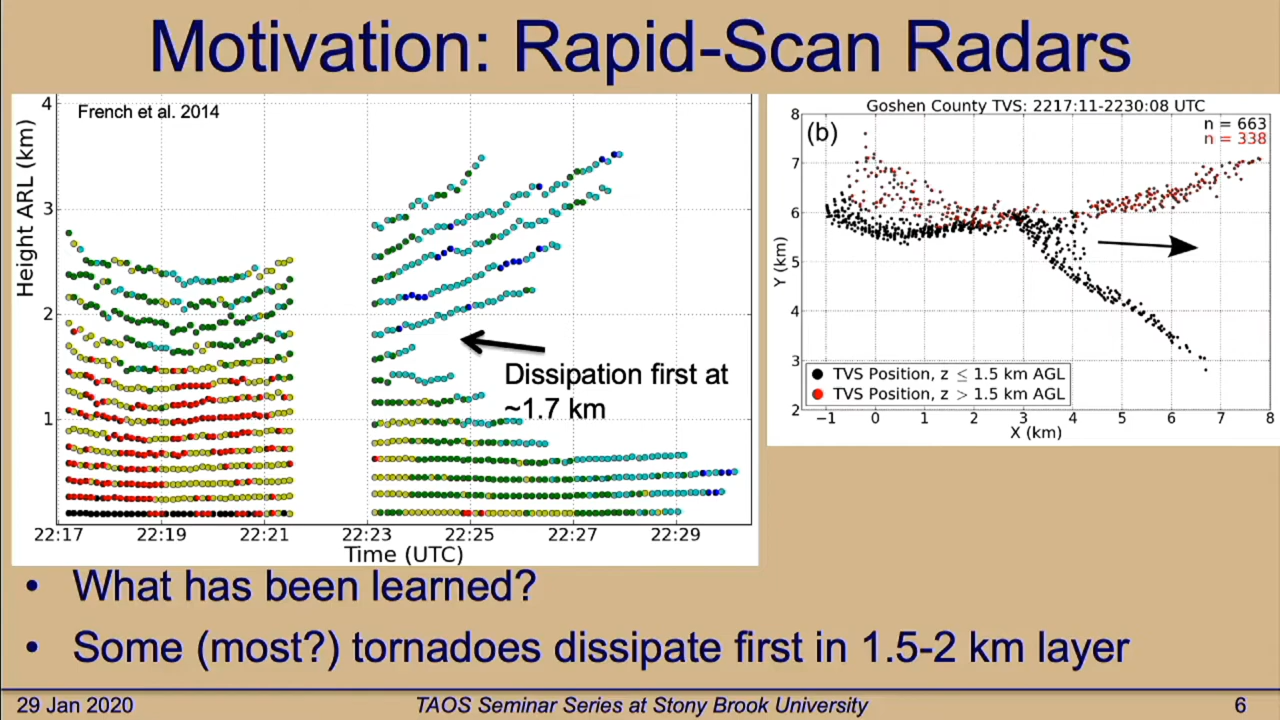 Motivation: Rapid-Scan Radars
French et al. 2014
Height ARL (km)
4
3
2
1
22:17 22:19 22:21 22:23 22:25 22:27 22:29
Time (UTC)
Dissipation first at
~1.7 km
Goshen County TVS: 2217:11-2230:08 UTC
(b)
n = 663
n = 338
Y (km)
8
7
6
5
4
3
2
TVS Position, z ≤ 1.5 km AGL
TVS Position, z > 1.5 km AGL
−1 0 1 2 3 4 5 6 7 8
X (km)
• What has been learned?
• Some (most?) tornadoes dissipate first in 1.5-2 km layer
29 Jan 2020 TAOS Seminar Series at Stony Brook University 6